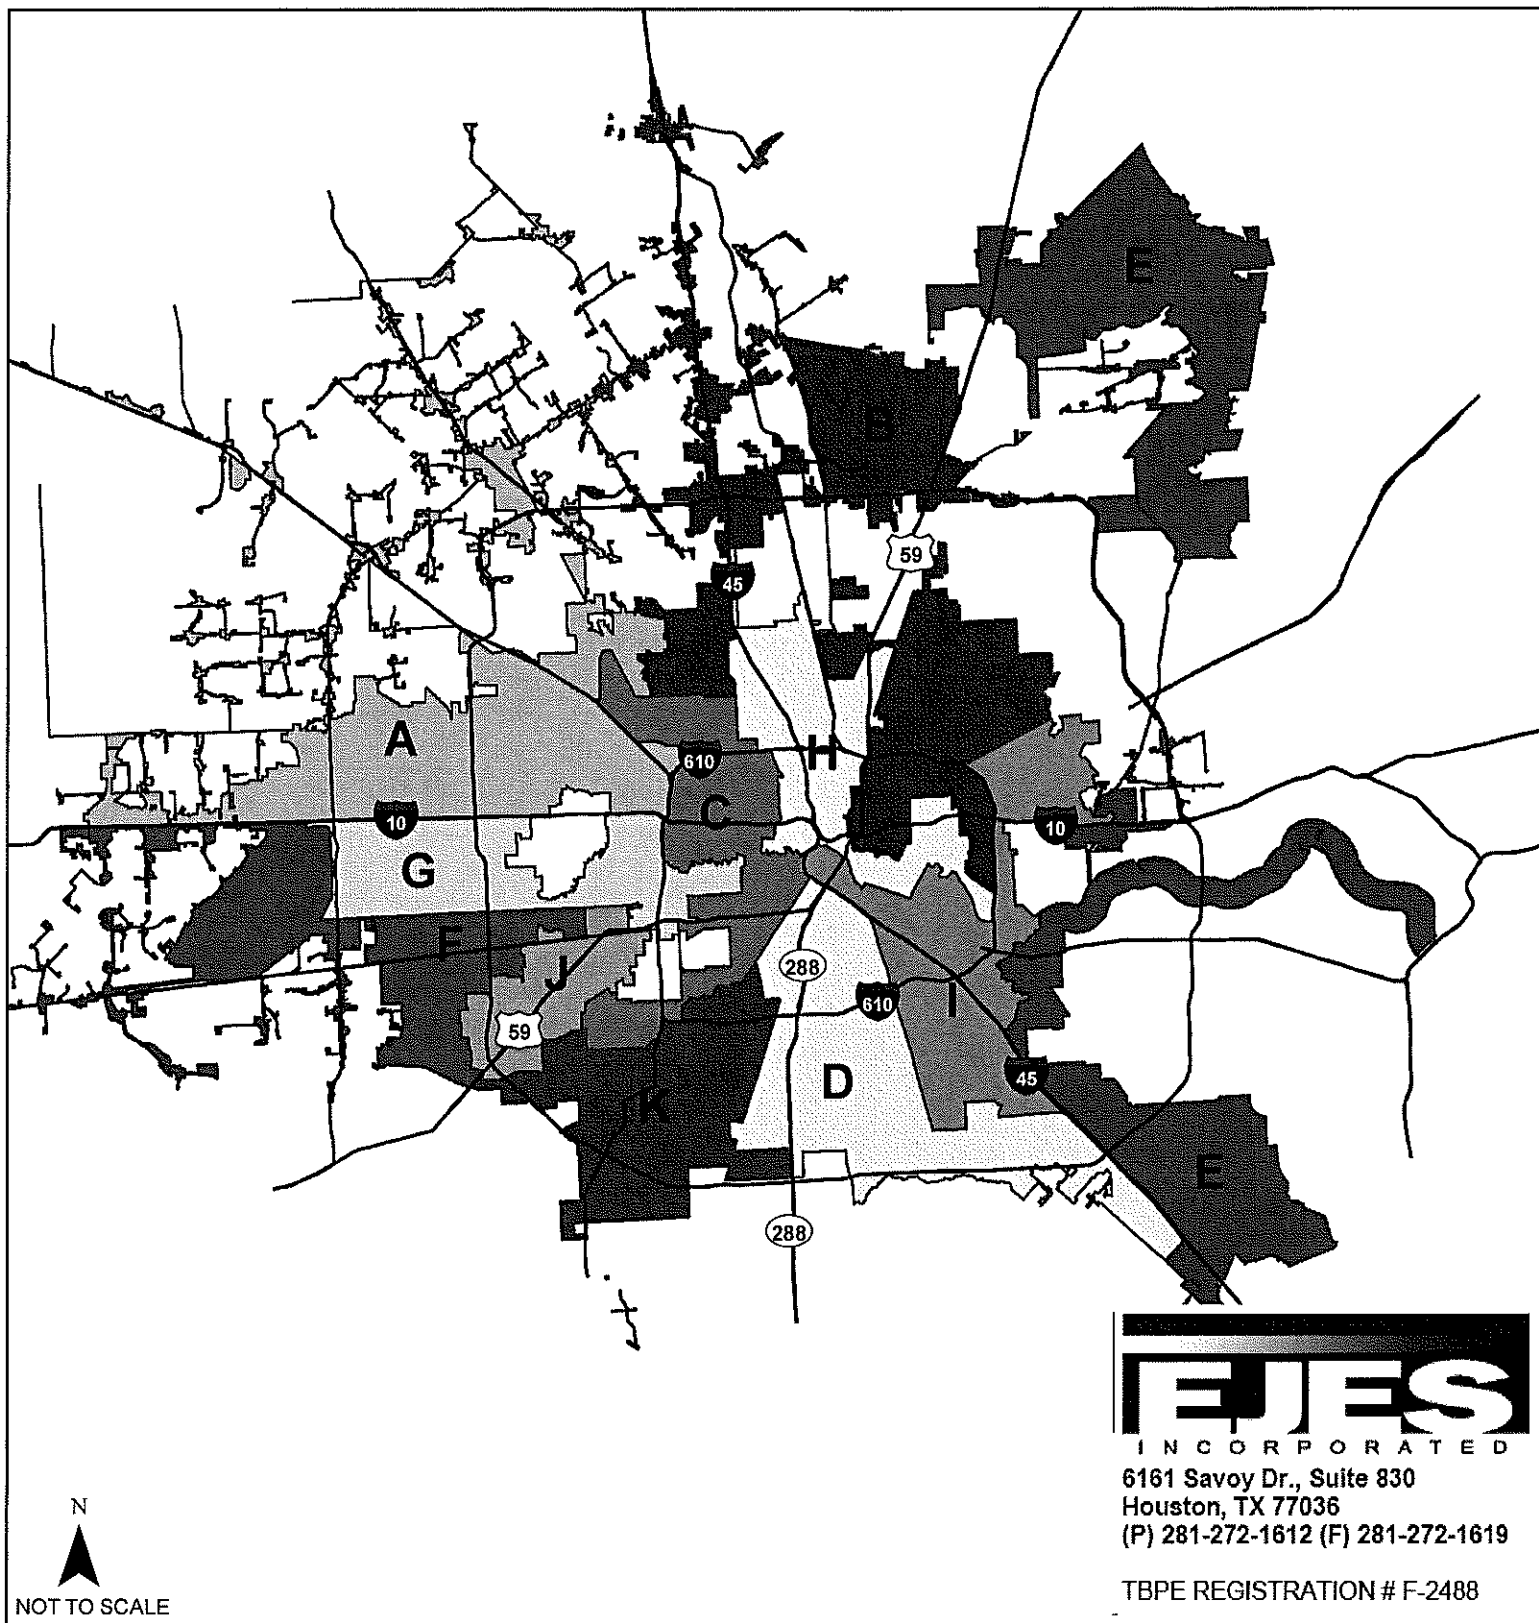 E
B
59
45
A
H
610
C
10
10
G
F
J
288
I
610
59
45
D
K
E
288
EJES
INCORPORATED
6161 Savoy Dr., Suite 830
Houston, TX 77036
(P) 281-272-1612 (F) 281-272-1619
TBPE REGISTRATION # F-2488
N
NOT TO SCALE